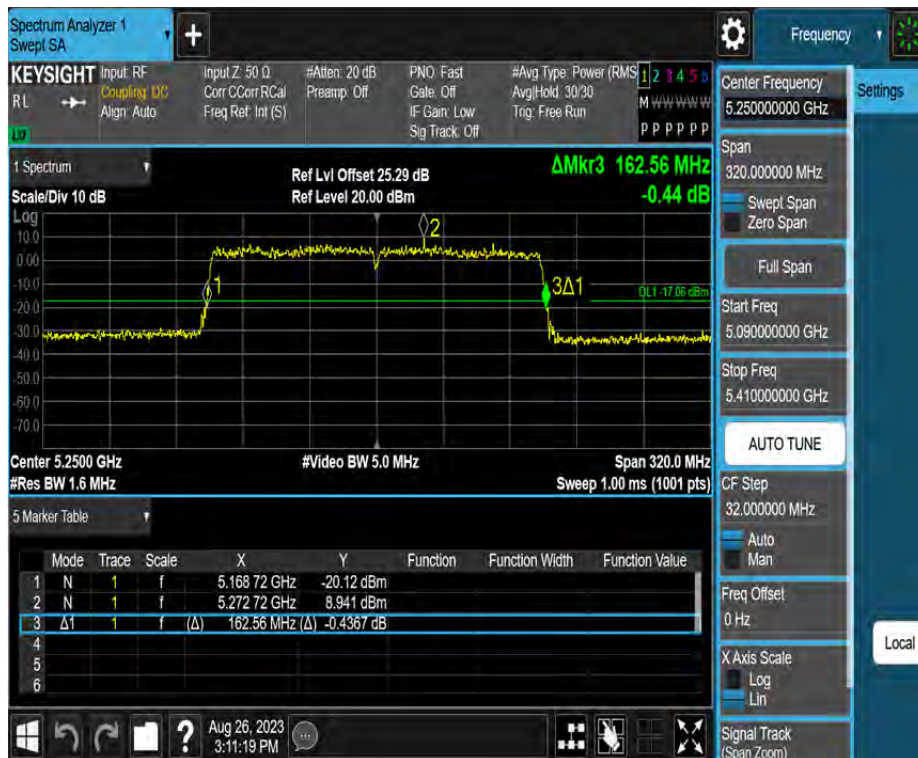 Spectrum Analyzer 1
Swept SA
+
Frequency
KEYSIGHT
RL
LXI
Input: RF
Coupling: DC
Align: Auto
Input Z: 50 Ω
Corr CCorr RCal
Freq Ref: Int (S)
#Atten: 20 dB
Preamp: Off
PNO: Fast
Gate: Off
IF Gain: Low
Sig Track: Off
#Avg Type: Power (RMS
Avg|Hold: 30/30
Trig: Free Run
1 2 3 4 5 6
M W W W W W
P P P P P P
1 Spectrum
Scale/Div 10 dB
Ref Lvl Offset 25.29 dB
Ref Level 20.00 dBm
ΔMkr3 162.56 MHz
-0.44 dB
Log
10.0
0.00
-10.0
-20.0
-30.0
-40.0
-50.0
-60.0
-70.0
1
2
3Δ1
DL1 -17.06 dBm
Center 5.2500 GHz
#Video BW 5.0 MHz
Span 320.0 MHz
#Res BW 1.6 MHz
Sweep 1.00 ms (1001 pts)
5 Marker Table
Mode Trace Scale X Y Function Function Width Function Value
1 N 1 f 5.168 72 GHz -20.12 dBm
2 N 1 f 5.272 72 GHz 8.941 dBm
3 Δ1 1 f (Δ) 162.56 MHz (Δ) -0.4367 dB
4
5
6
?
Aug 26, 2023
3:11:19 PM
Center Frequency
5.250000000 GHz
Settings
Span
320.000000 MHz
Swept Span
Zero Span
Full Span
Start Freq
5.090000000 GHz
Stop Freq
5.410000000 GHz
AUTO TUNE
CF Step
32.000000 MHz
Auto
Man
Freq Offset
0 Hz
X Axis Scale
Log
Lin
Signal Track
(Span Zoom)
Local